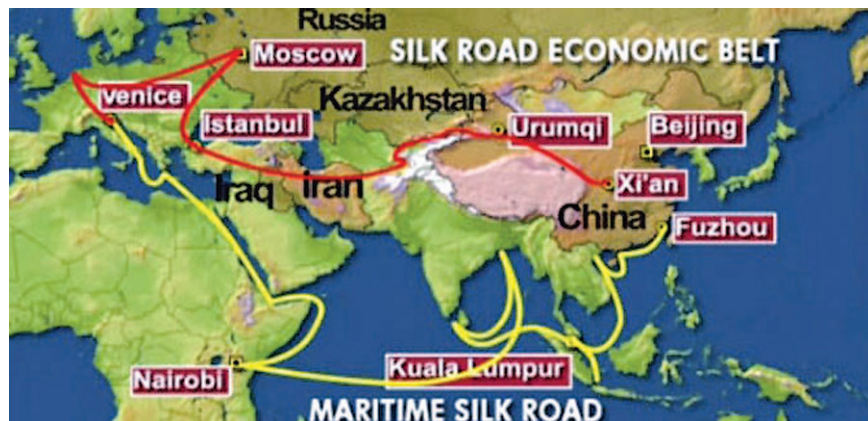 Russia
Moscow
SILK ROAD ECONOMIC BELT
venice
Kazakhstan
Istanbul
Urumqi
Beijing
Iraq
iran
Xi'an
China
Fuzhou
Nairobi
Kuala Lumpur
MARITIME SILK ROAD